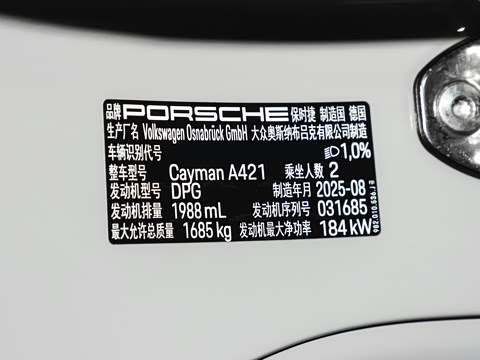 品牌 PORSCHE 保时捷 制造国 德国
生产厂名 Volkswagen Osnabrück GmbH 大众奥斯纳布吕克有限公司制造
车辆识别代号 1,0%
整车型号 Cayman A421 乘坐人数 2
发动机型号 DPG 制造年月 2025-08
发动机排量 1988 mL 发动机序列号 031685
最大允许总质量 1685 kg 发动机最大净功率 184 kW